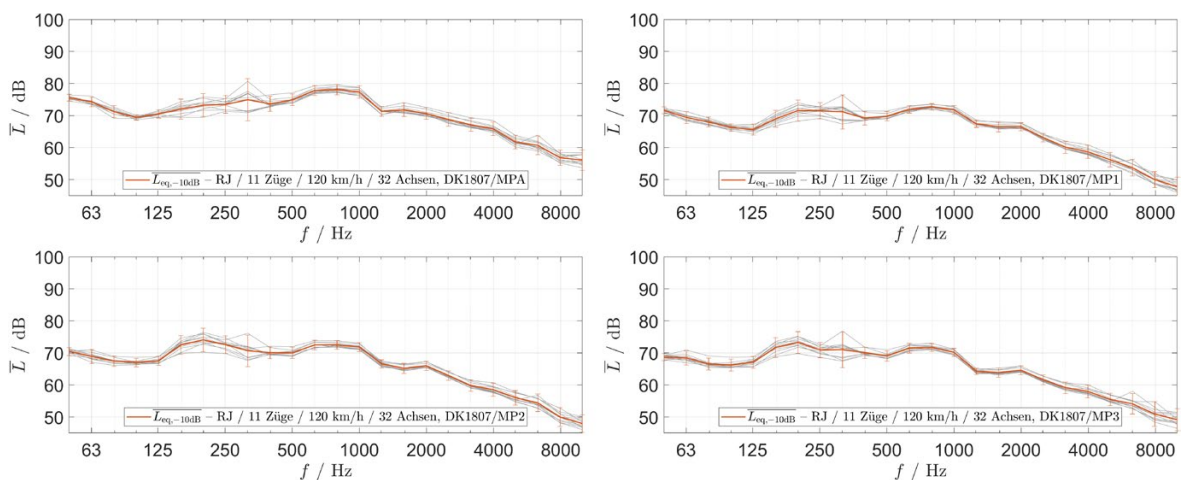 100
90
80
70
60
50
L̅ / dB
L̅eq,−10dB – RJ / 11 Züge / 120 km/h / 32 Achsen, DK1807/MPA
63 125 250 500 1000 2000 4000 8000
f / Hz
100
90
80
70
60
50
L̅ / dB
L̅eq,−10dB – RJ / 11 Züge / 120 km/h / 32 Achsen, DK1807/MP1
63 125 250 500 1000 2000 4000 8000
f / Hz
100
90
80
70
60
50
L̅ / dB
L̅eq,−10dB – RJ / 11 Züge / 120 km/h / 32 Achsen, DK1807/MP2
63 125 250 500 1000 2000 4000 8000
f / Hz
100
90
80
70
60
50
L̅ / dB
L̅eq,−10dB – RJ / 11 Züge / 120 km/h / 32 Achsen, DK1807/MP3
63 125 250 500 1000 2000 4000 8000
f / Hz